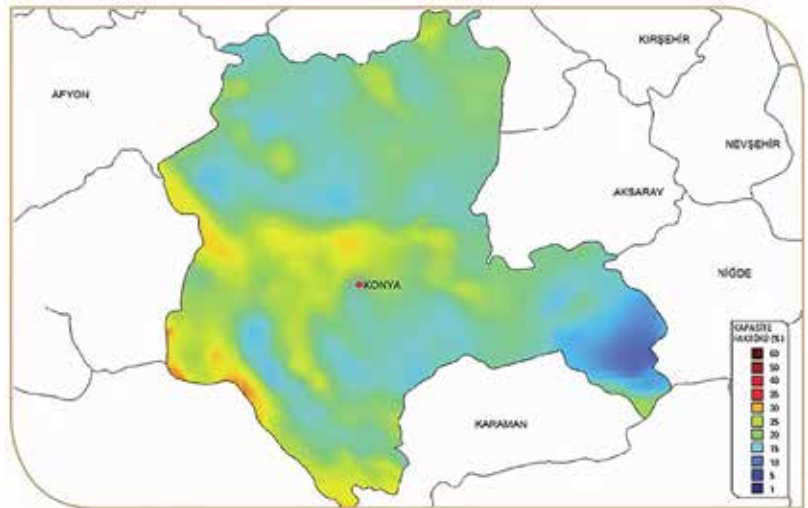 KIRŞEHİR
AFYON
NEVŞEHİR
AKSARAY
NİĞDE
KONYA
KARAMAN
KAPASİTE
FAKTÖRÜ (%)
60
50
40
35
30
25
20
15
10
5
1